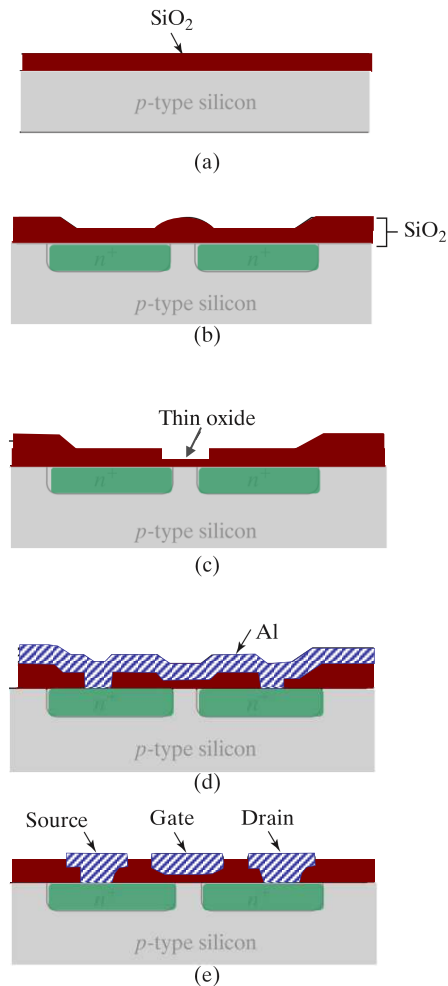 SiO₂
p-type silicon
(a)
SiO₂
n⁺ n⁺
p-type silicon
(b)
Thin oxide
n⁺ n⁺
p-type silicon
(c)
Al
n⁺ n⁺
p-type silicon
(d)
Source Gate Drain
n⁺ n⁺
p-type silicon
(e)